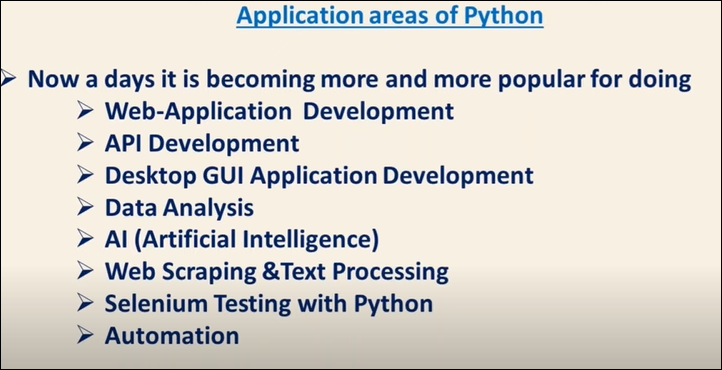 Application areas of Python
➢ Now a days it is becoming more and more popular for doing
➢ Web-Application Development
➢ API Development
➢ Desktop GUI Application Development
➢ Data Analysis
➢ AI (Artificial Intelligence)
➢ Web Scraping &Text Processing
➢ Selenium Testing with Python
➢ Automation